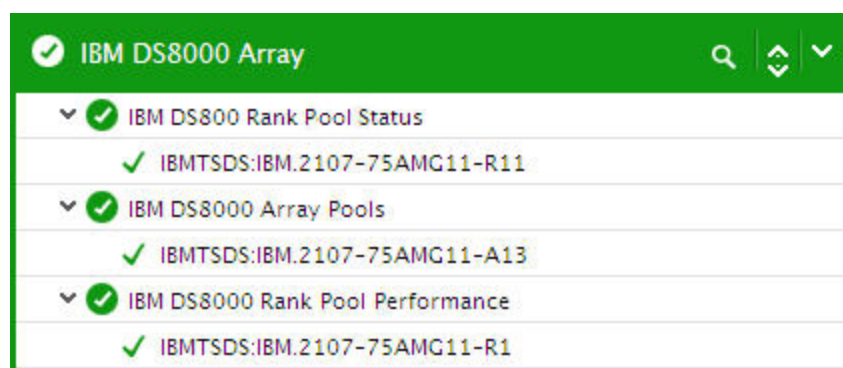 IBM DS8000 Array
IBM DS800 Rank Pool Status
IBMTSDS:IBM.2107-75AMG11-R11
IBM DS8000 Array Pools
IBMTSDS:IBM.2107-75AMG11-A13
IBM DS8000 Rank Pool Performance
IBMTSDS:IBM.2107-75AMG11-R1